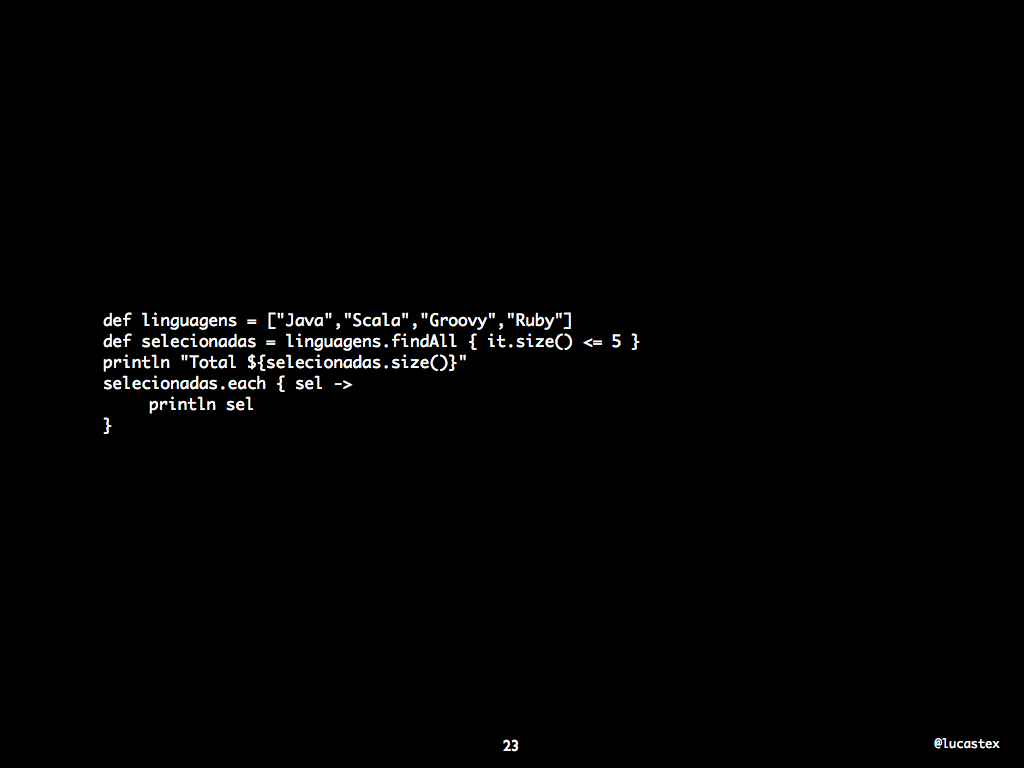 def linguagens = ["Java","Scala","Groovy","Ruby"]
def selecionadas = linguagens.findAll { it.size() <= 5 }
println "Total ${selecionadas.size()}"
selecionadas.each { sel ->
     println sel
}
23
@lucastex